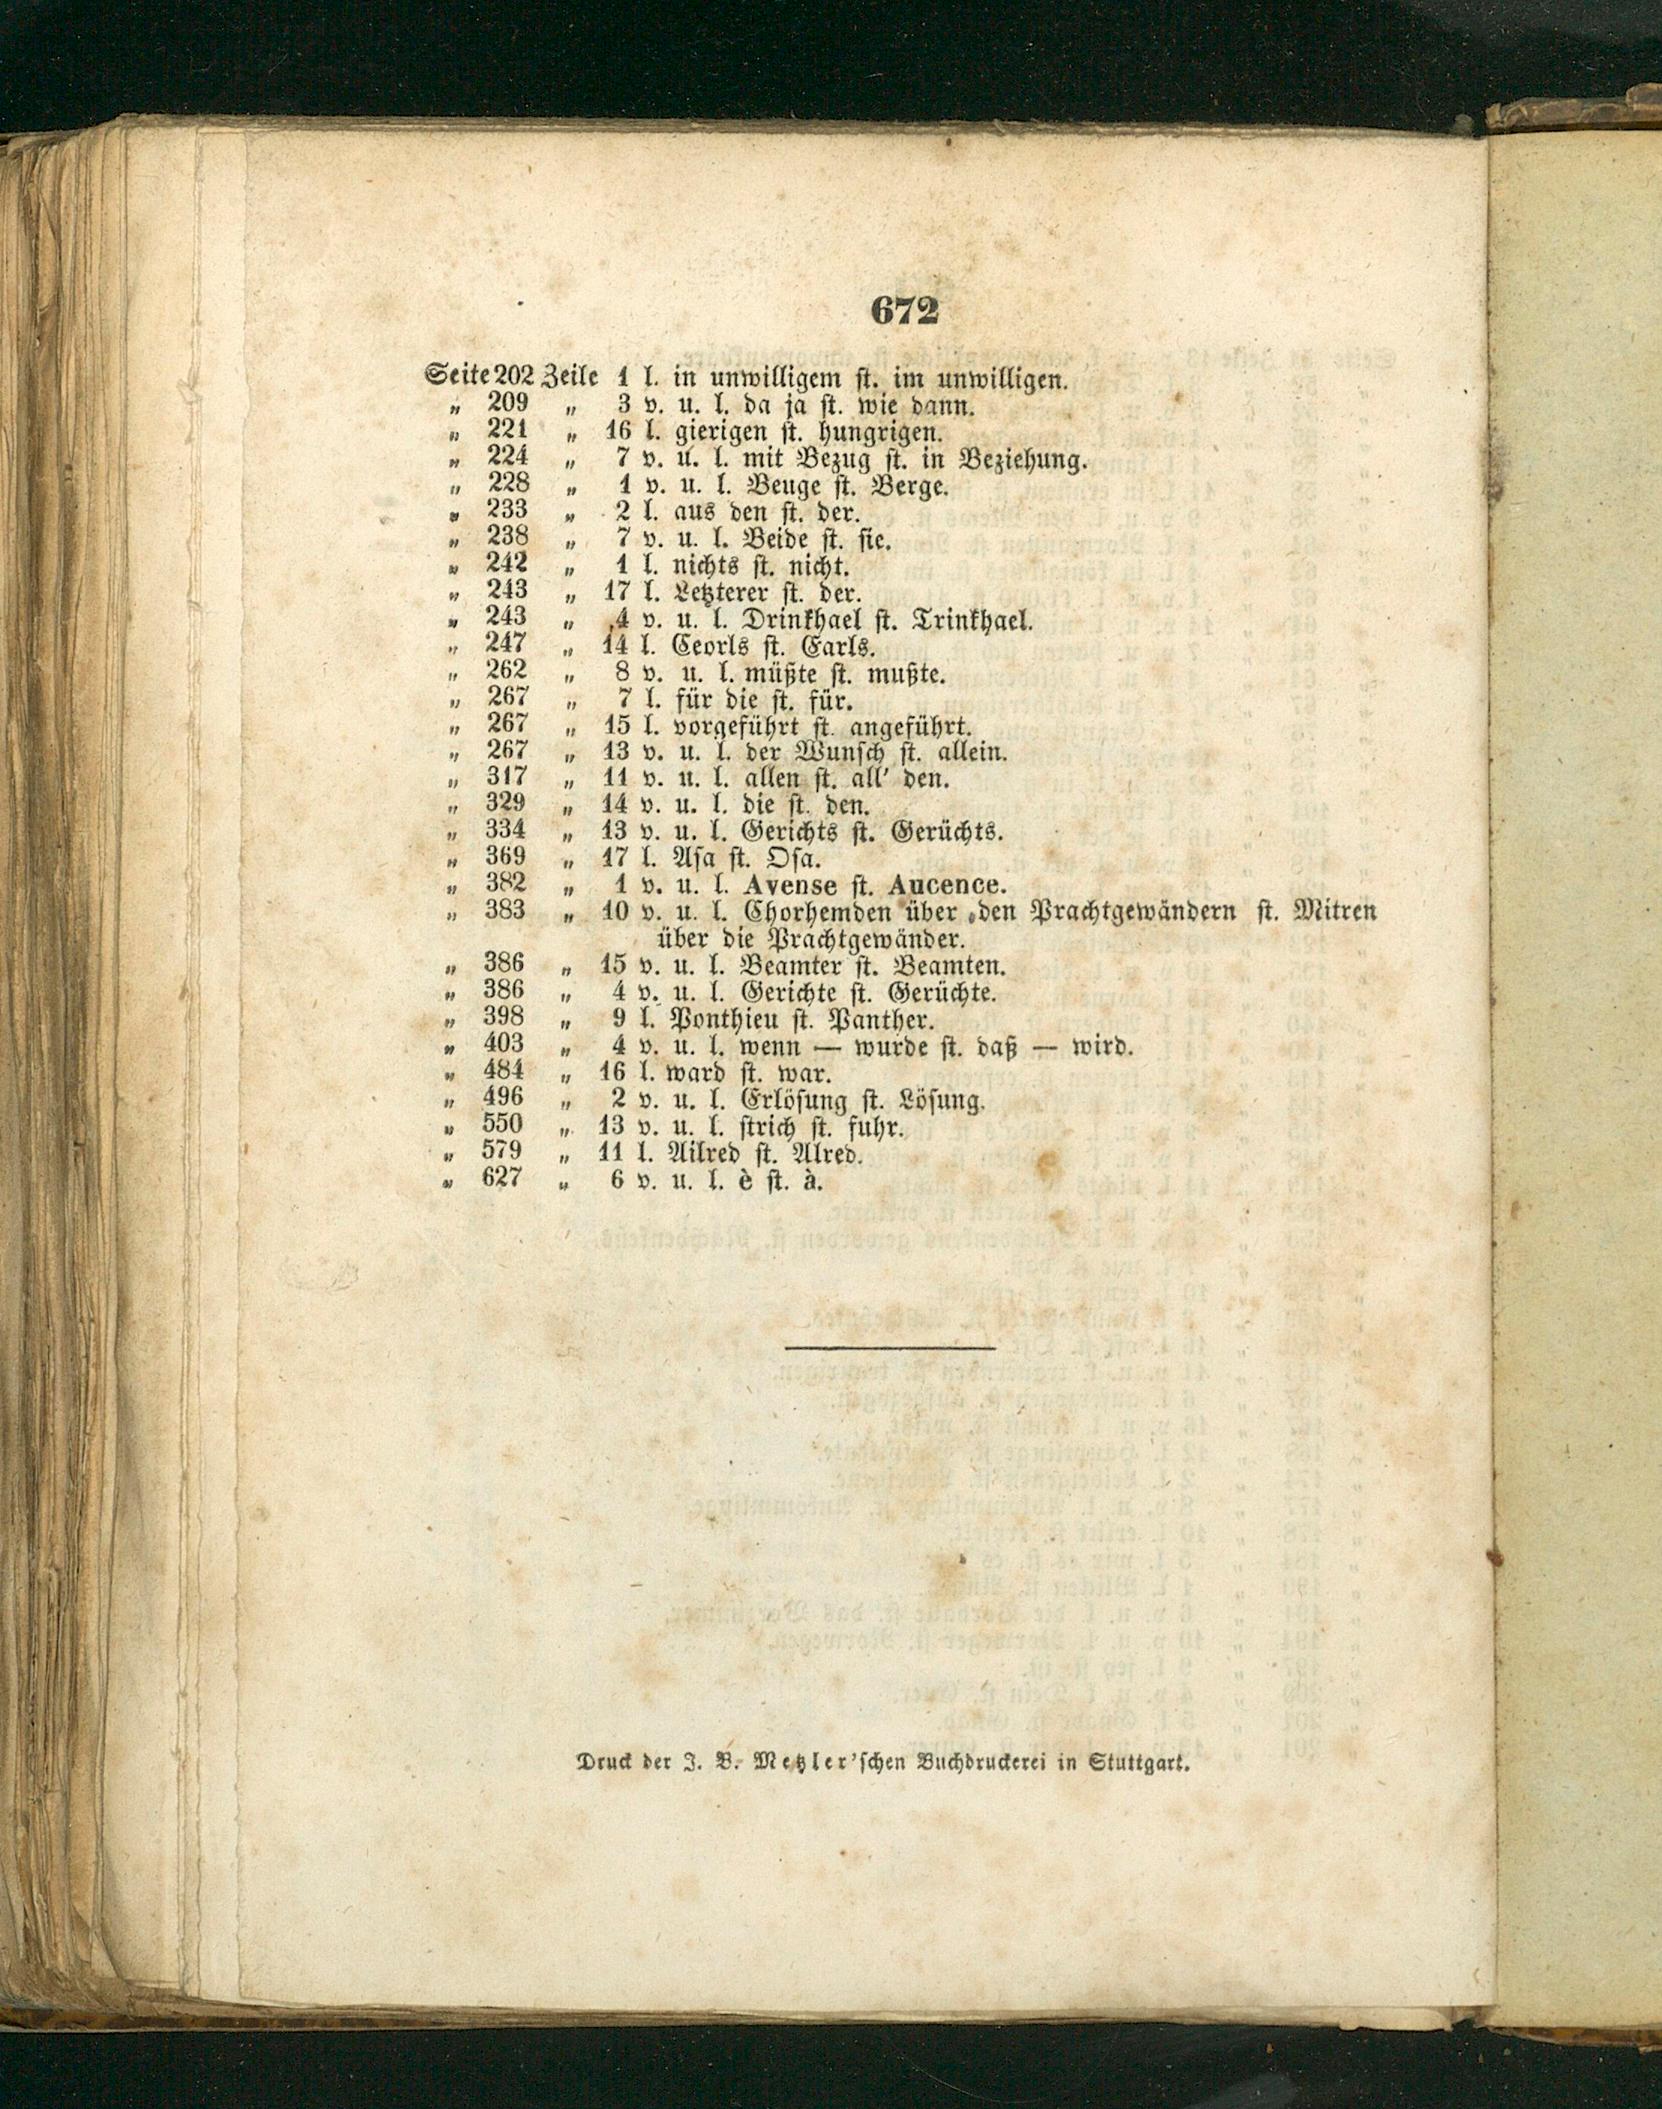 672
Seite 202 Zeile 1 l. in unwilligem st. im unwilligen.
„ 209 „ 3 v. u. l. da ja st. wie dann.
„ 221 „ 16 l. gierigen st. hungrigen.
„ 224 „ 7 v. u. l. mit Bezug st. in Beziehung.
„ 228 „ 1 v. u. l. Beuge st. Berge.
„ 233 „ 2 l. aus den st. der.
„ 238 „ 7 v. u. l. Beide st. sie.
„ 242 „ 1 l. nichts st. nicht.
„ 243 „ 17 l. Letzterer st. der.
„ 243 „ 4 v. u. l. Drinkhael st. Trinkhael.
„ 247 „ 14 l. Ceorls st. Earls.
„ 262 „ 8 v. u. l. müßte st. mußte.
„ 267 „ 7 l. für die st. für.
„ 267 „ 15 l. vorgeführt st. angeführt.
„ 267 „ 13 v. u. l. der Wunsch st. allein.
„ 317 „ 11 v. u. l. allen st. all' den.
„ 329 „ 14 v. u. l. die st. den.
„ 334 „ 13 v. u. l. Gerichts st. Gerüchts.
„ 369 „ 17 l. Asa st. Osa.
„ 382 „ 1 v. u. l. Avense st. Aucence.
„ 383 „ 10 v. u. l. Chorhemden über den Prachtgewändern st. Mitren
über die Prachtgewänder.
„ 386 „ 15 v. u. l. Beamter st. Beamten.
„ 386 „ 4 v. u. l. Gerichte st. Gerüchte.
„ 398 „ 9 l. Ponthieu st. Panther.
„ 403 „ 4 v. u. l. wenn — wurde st. daß — wird.
„ 484 „ 16 l. ward st. war.
„ 496 „ 2 v. u. l. Erlösung st. Lösung.
„ 550 „ 13 v. u. l. strich st. fuhr.
„ 579 „ 11 l. Ailred st. Alred.
„ 627 „ 6 v. u. l. è st. à.
Druck der J. B. Metzler'schen Buchdruckerei in Stuttgart.